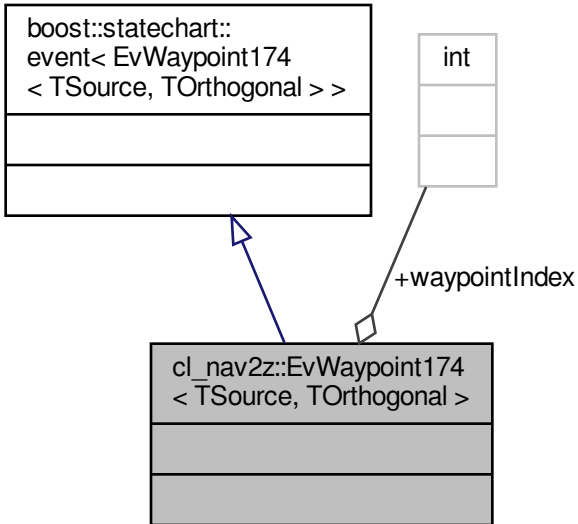 boost::statechart::
event< EvWaypoint174
< TSource, TOrthogonal > >
int
+waypointIndex
cl_nav2z::EvWaypoint174
< TSource, TOrthogonal >